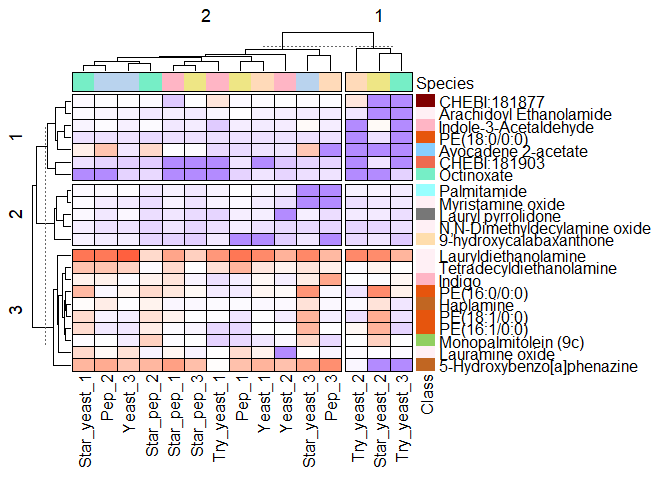 2 1
Species
1
2
3
CHEBI:181877
Arachidoyl Ethanolamide
Indole-3-Acetaldehyde
PE(18:0/0:0)
Avocadene 2-acetate
CHEBI:181903
Octinoxate
Palmitamide
Myristamine oxide
Lauryl pyrrolidone
N,N-Dimethyldecylamine oxide
9-hydroxycalabaxanthone
Lauryldiethanolamine
Tetradecyldiethanolamine
Indigo
PE(16:0/0:0)
Haplamine
PE(18:1/0:0)
PE(16:1/0:0)
Monopalmitolein (9c)
Lauramine oxide
5-Hydroxybenzo[a]phenazine
Star_yeast_1
Pep_2
Yeast_3
Star_pep_2
Star_pep_1
Star_pep_3
Try_yeast_1
Pep_1
Yeast_1
Yeast_2
Star_yeast_3
Pep_3
Try_yeast_2
Star_yeast_2
Try_yeast_3
Class